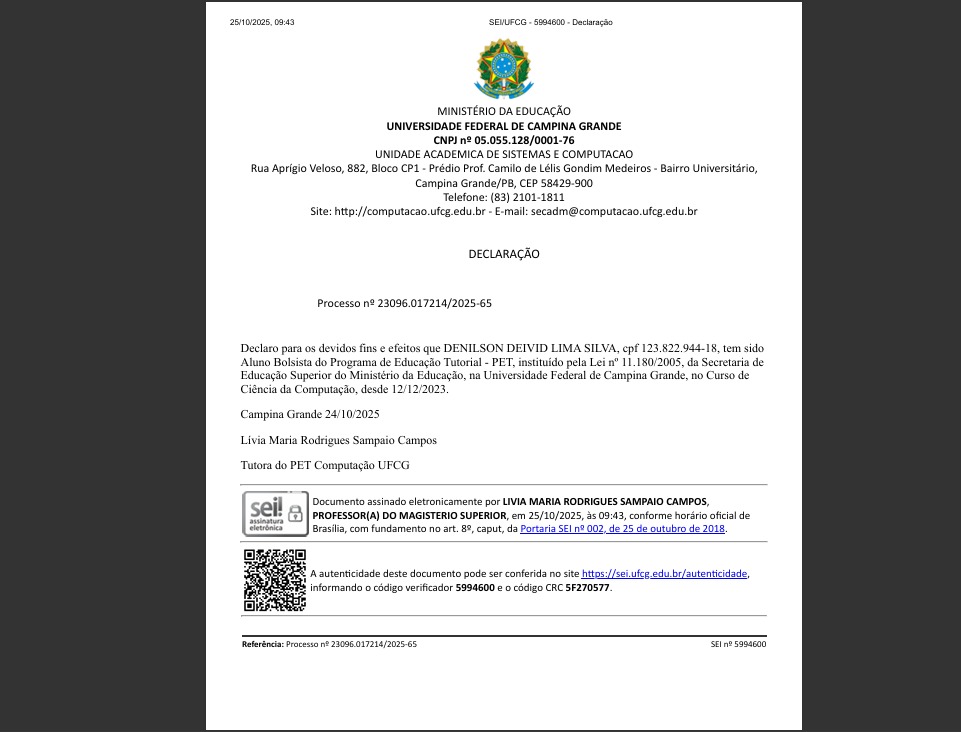 25/10/2025, 09:43 SEI/UFCG - 5994600 - Declaração
MINISTÉRIO DA EDUCAÇÃO
UNIVERSIDADE FEDERAL DE CAMPINA GRANDE
CNPJ nº 05.055.128/0001-76
UNIDADE ACADEMICA DE SISTEMAS E COMPUTACAO
Rua Aprígio Veloso, 882, Bloco CP1 - Prédio Prof. Camilo de Lélis Gondim Medeiros - Bairro Universitário,
Campina Grande/PB, CEP 58429-900
Telefone: (83) 2101-1811
Site: http://computacao.ufcg.edu.br - E-mail: secadm@computacao.ufcg.edu.br
DECLARAÇÃO
Processo nº 23096.017214/2025-65
Declaro para os devidos fins e efeitos que DENILSON DEIVID LIMA SILVA, cpf 123.822.944-18, tem sido
Aluno Bolsista do Programa de Educação Tutorial - PET, instituído pela Lei nº 11.180/2005, da Secretaria de
Educação Superior do Ministério da Educação, na Universidade Federal de Campina Grande, no Curso de
Ciência da Computação, desde 12/12/2023.
Campina Grande 24/10/2025
Lívia Maria Rodrigues Sampaio Campos
Tutora do PET Computação UFCG
sei!
assinatura
eletrônica
Documento assinado eletronicamente por LIVIA MARIA RODRIGUES SAMPAIO CAMPOS,
PROFESSOR(A) DO MAGISTERIO SUPERIOR, em 25/10/2025, às 09:43, conforme horário oficial de
Brasília, com fundamento no art. 8º, caput, da Portaria SEI nº 002, de 25 de outubro de 2018.
A autenticidade deste documento pode ser conferida no site https://sei.ufcg.edu.br/autenticidade,
informando o código verificador 5994600 e o código CRC 5F270577.
Referência: Processo nº 23096.017214/2025-65 SEI nº 5994600